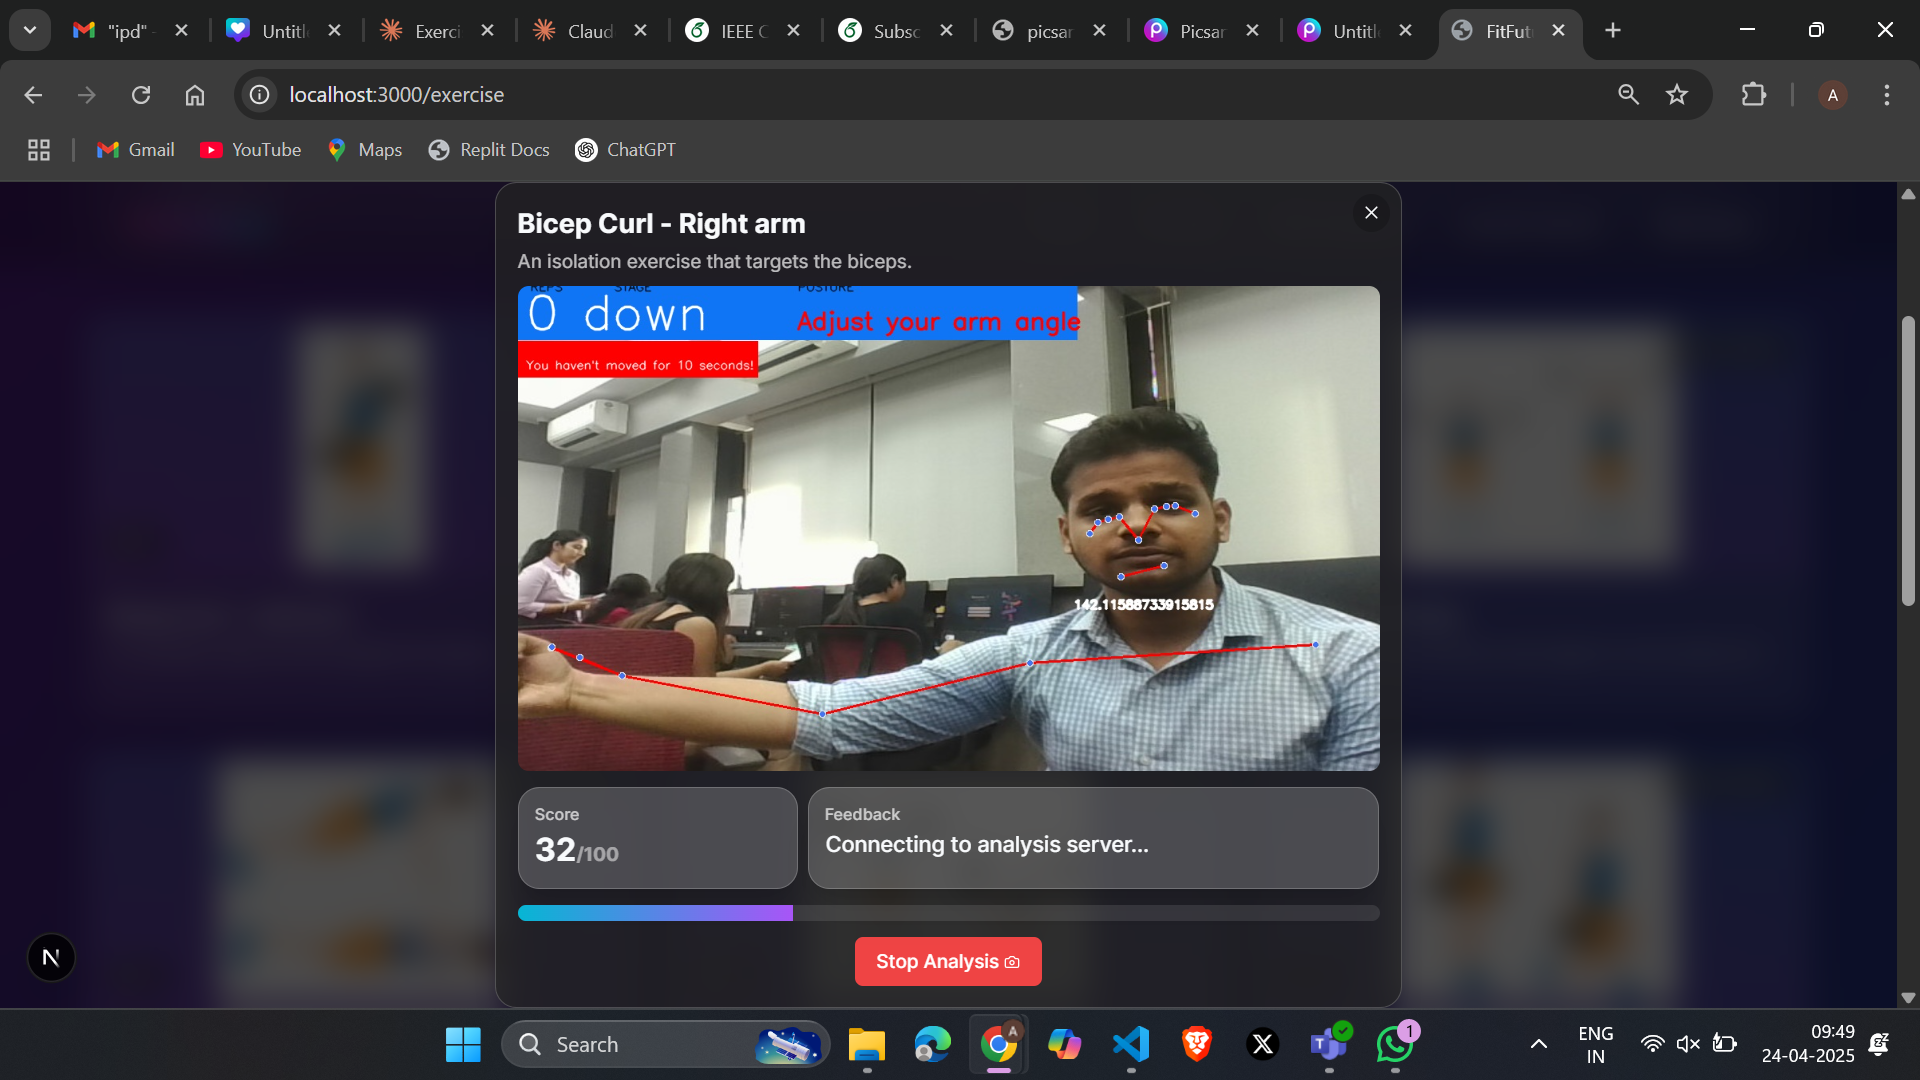 "ipd" -
Untitl
Exerci
Claud
IEEE C
Subsc
picsar
Picsar
Untitl
FitFut
localhost:3000/exercise
A
Gmail
YouTube
Maps
Replit Docs
ChatGPT
Bicep Curl - Right arm
An isolation exercise that targets the biceps.
REPS STAGE POSTURE
0 down Adjust your arm angle
You haven't moved for 10 seconds!
142.11588733915815
Score
32/100
Feedback
Connecting to analysis server...
Stop Analysis
N
Search
A
1
ENG
IN
09:49
24-04-2025